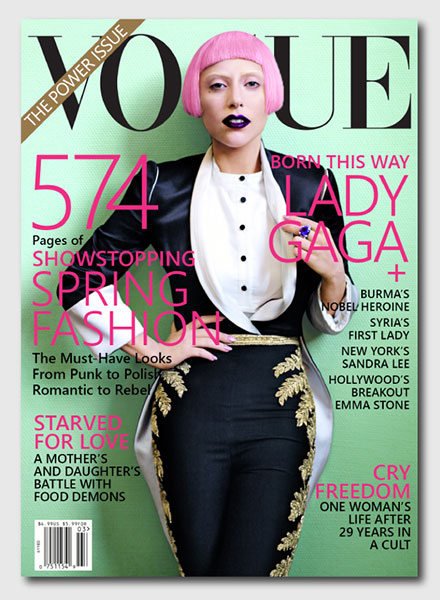 THE POWER ISSUE
VOGUE
574
Pages of
SHOWSTOPPING
SPRING
FASHION
The Must-Have Looks
From Punk to Polish
Romantic to Rebel
STARVED
FOR LOVE
A MOTHER'S
AND DAUGHTER'S
BATTLE WITH
FOOD DEMONS
BORN THIS WAY
LADY
GAGA
+
BURMA'S
NOBEL HEROINE
SYRIA'S
FIRST LADY
NEW YORK'S
SANDRA LEE
HOLLYWOOD'S
BREAKOUT
EMMA STONE
CRY
FREEDOM
ONE WOMAN'S
LIFE AFTER
29 YEARS IN
A CULT
03>